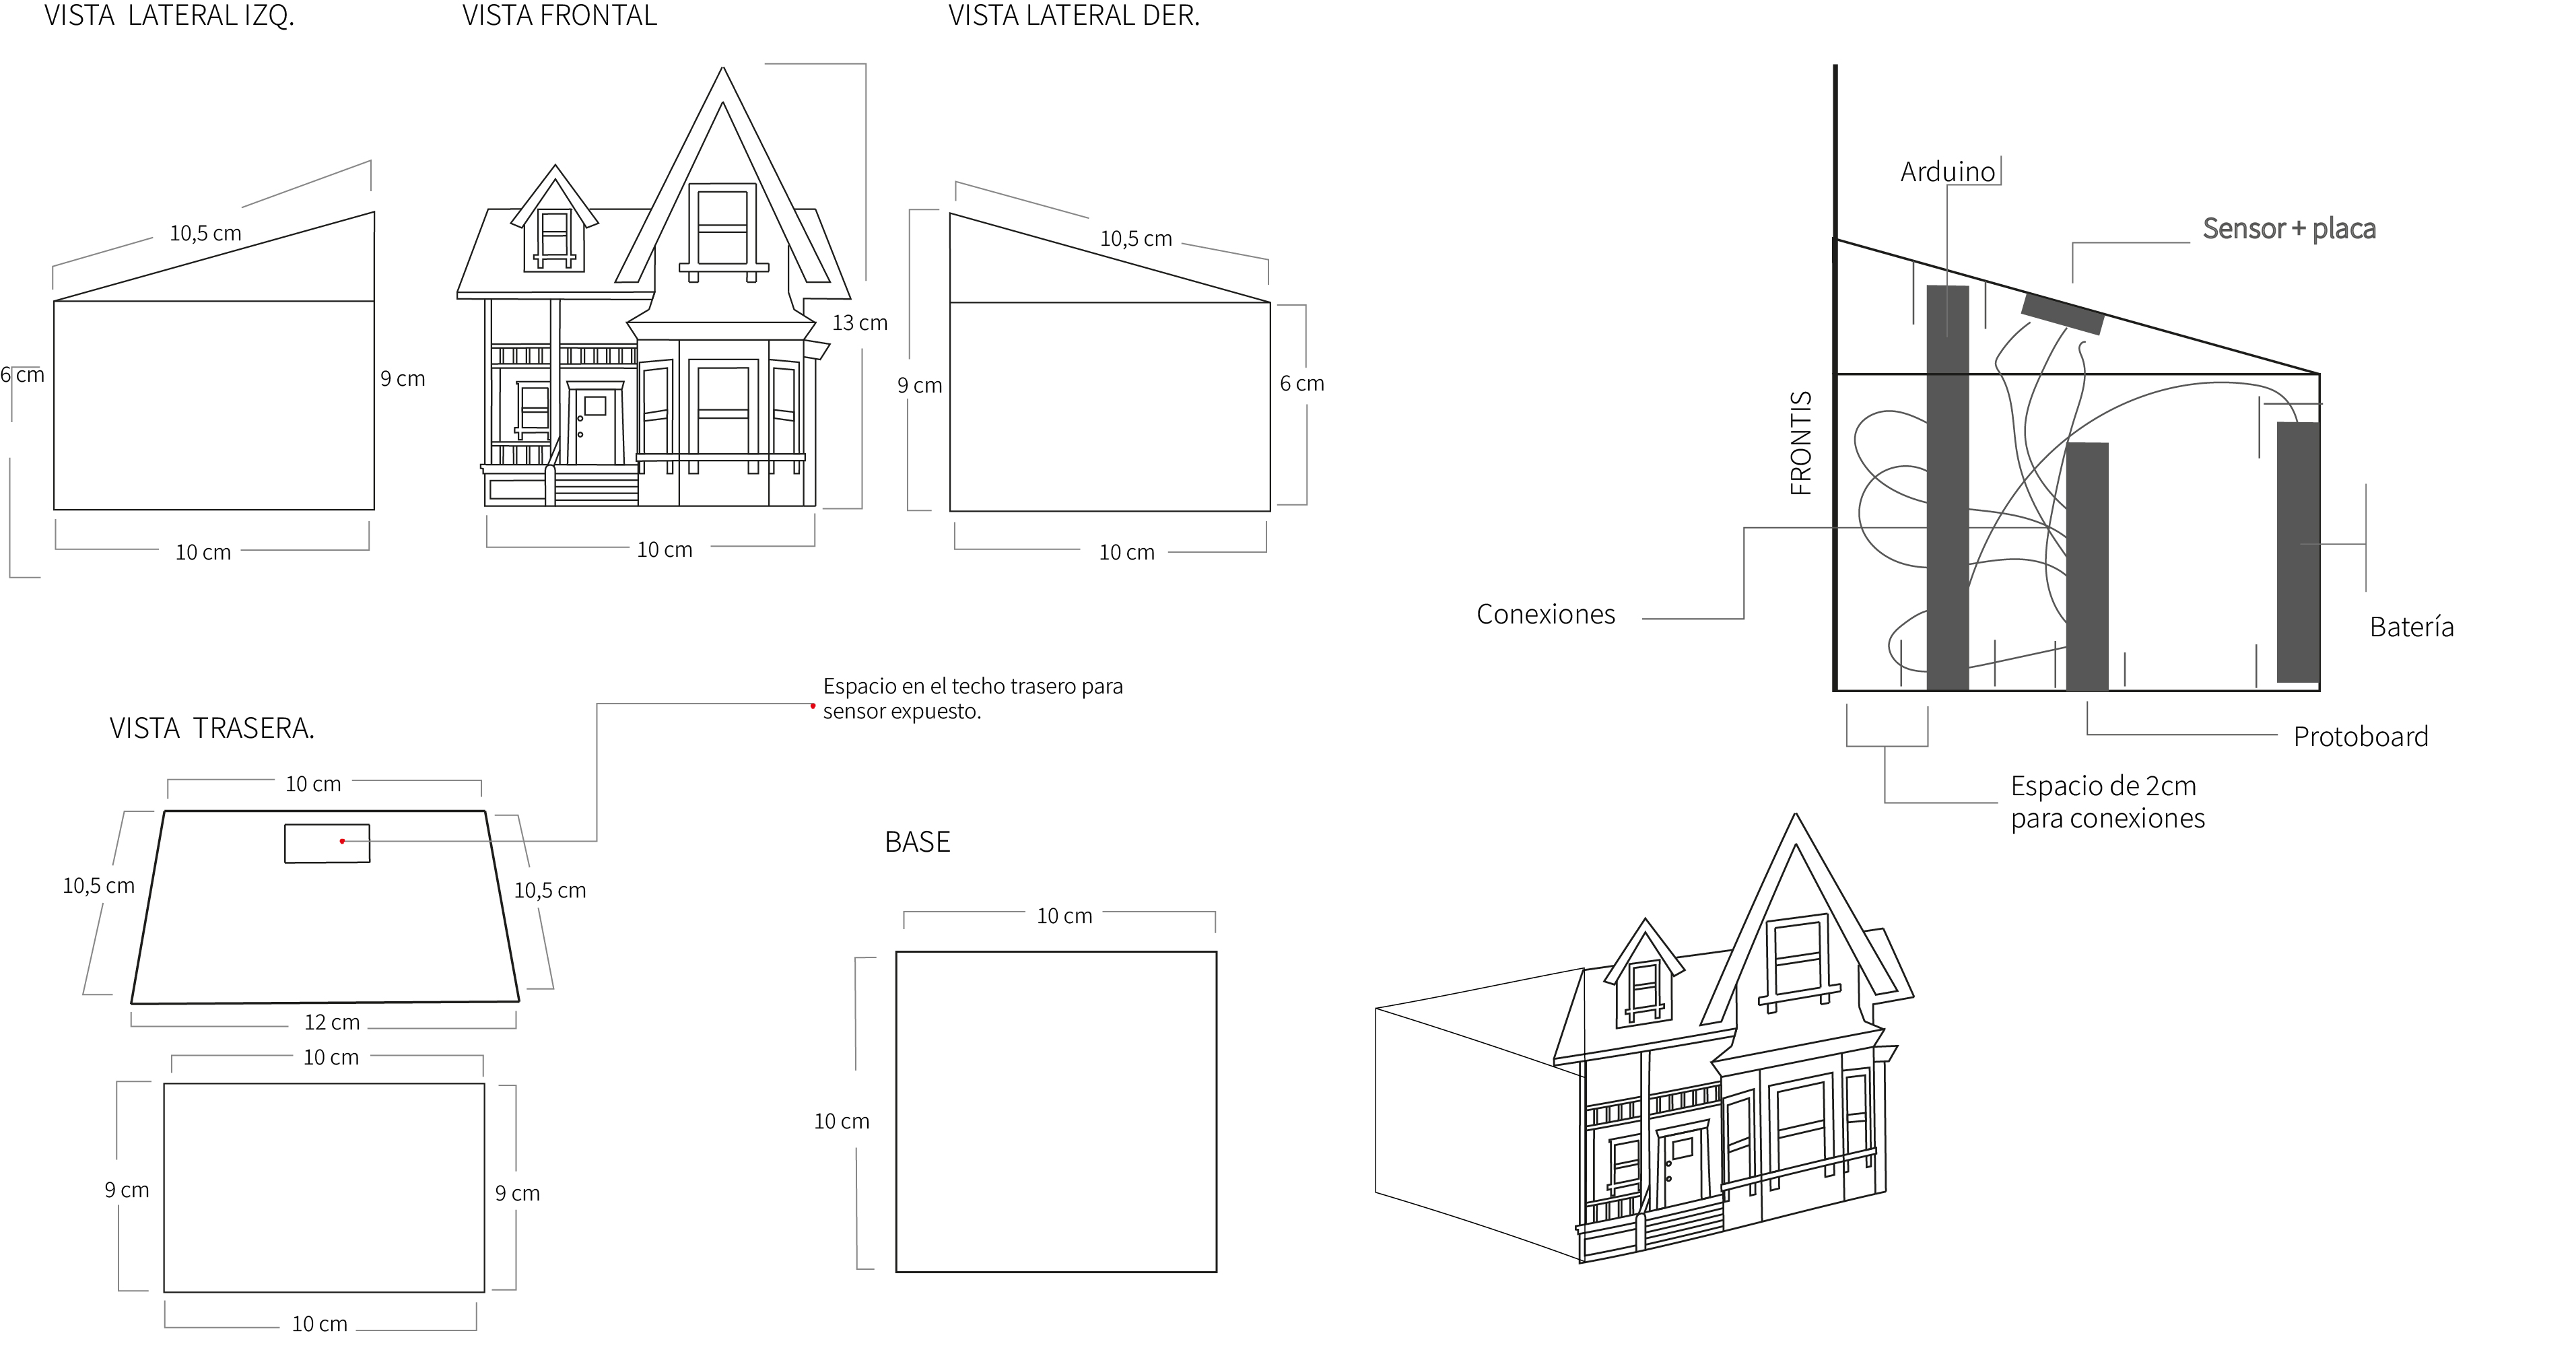 VISTA LATERAL IZQ.
VISTA FRONTAL
VISTA LATERAL DER.
10,5 cm
6 cm
9 cm
10 cm
13 cm
10 cm
10,5 cm
9 cm
6 cm
10 cm
Arduino
Sensor + placa
FRONTIS
Conexiones
Batería
Protoboard
Espacio de 2cm
para conexiones
VISTA TRASERA.
Espacio en el techo trasero para
sensor expuesto.
10 cm
10,5 cm
10,5 cm
12 cm
10 cm
9 cm
9 cm
10 cm
BASE
10 cm
10 cm